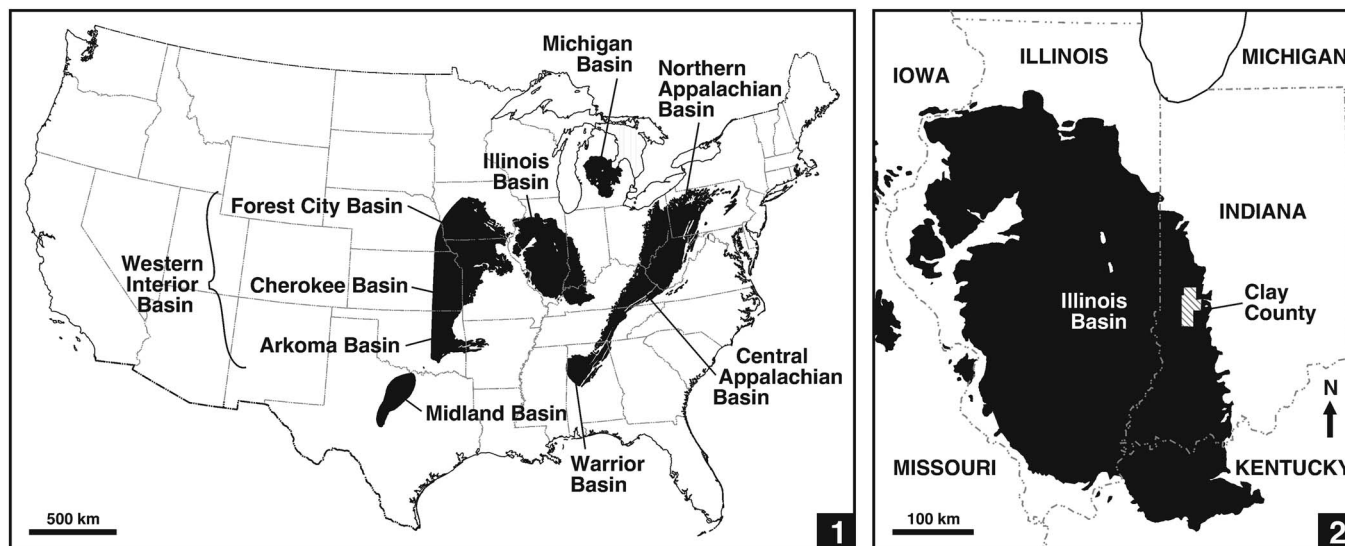 Michigan
Basin
Northern
Appalachian
Basin
Illinois
Basin
Forest City Basin
Western
Interior
Basin
Cherokee Basin
Arkoma Basin
Central
Appalachian
Basin
Midland Basin
Warrior
Basin
500 km
1
IOWA
ILLINOIS
MICHIGAN
INDIANA
Illinois
Basin
Clay
County
N
MISSOURI
KENTUCKY
100 km
2